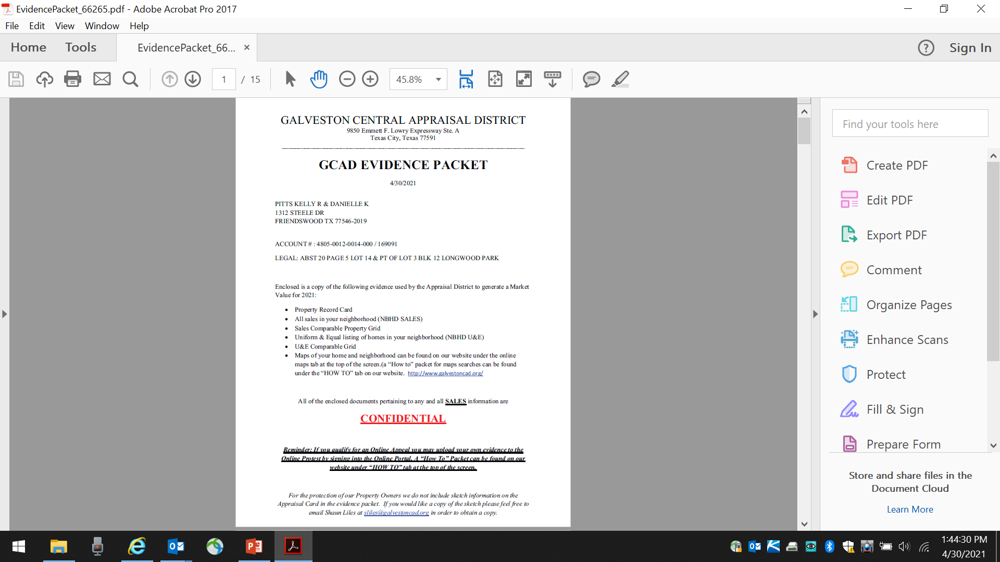 EvidencePacket_66265.pdf - Adobe Acrobat Pro 2017
File Edit View Window Help
Home Tools EvidencePacket_66... × Sign In
1 / 15 45.8%
GALVESTON CENTRAL APPRAISAL DISTRICT
9850 Emmett F. Lowry Expressway Ste. A
Texas City, Texas 77591
GCAD EVIDENCE PACKET
4/30/2021
PITTS KELLY R & DANIELLE K
1312 STEELE DR
FRIENDSWOOD TX 77546-2019
ACCOUNT # : 4805-0012-0014-000 / 169091
LEGAL: ABST 20 PAGE 5 LOT 14 & PT OF LOT 3 BLK 12 LONGWOOD PARK
Enclosed is a copy of the following evidence used by the Appraisal District to generate a Market
Value for 2021:
• Property Record Card
• All sales in your neighborhood (NBHD SALES)
• Sales Comparable Property Grid
• Uniform & Equal listing of homes in your neighborhood (NBHD U&E)
• U&E Comparable Grid
• Maps of your home and neighborhood can be found on our website under the online
maps tab at the top of the screen.(a “How to” packet for maps searches can be found
under the “HOW TO” tab on our website. http://www.galvestoncad.org/
All of the enclosed documents pertaining to any and all SALES information are
CONFIDENTIAL
Reminder: If you qualify for an Online Appeal you may upload your own evidence to the
Online Protest by signing into the Online Portal. A “How To” Packet can be found on our
website under “HOW TO” tab at the top of the screen.
For the protection of our Property Owners we do not include sketch information on the
Appraisal Card in the evidence packet. If you would like a copy of the sketch please feel free to
email Shaun Liles at sliles@galvestoncad.org in order to obtain a copy.
Find your tools here
Create PDF
Edit PDF
Export PDF
Comment
Organize Pages
Enhance Scans
Protect
Fill & Sign
Prepare Form
Store and share files in the
Document Cloud
Learn More
1:44:30 PM
4/30/2021